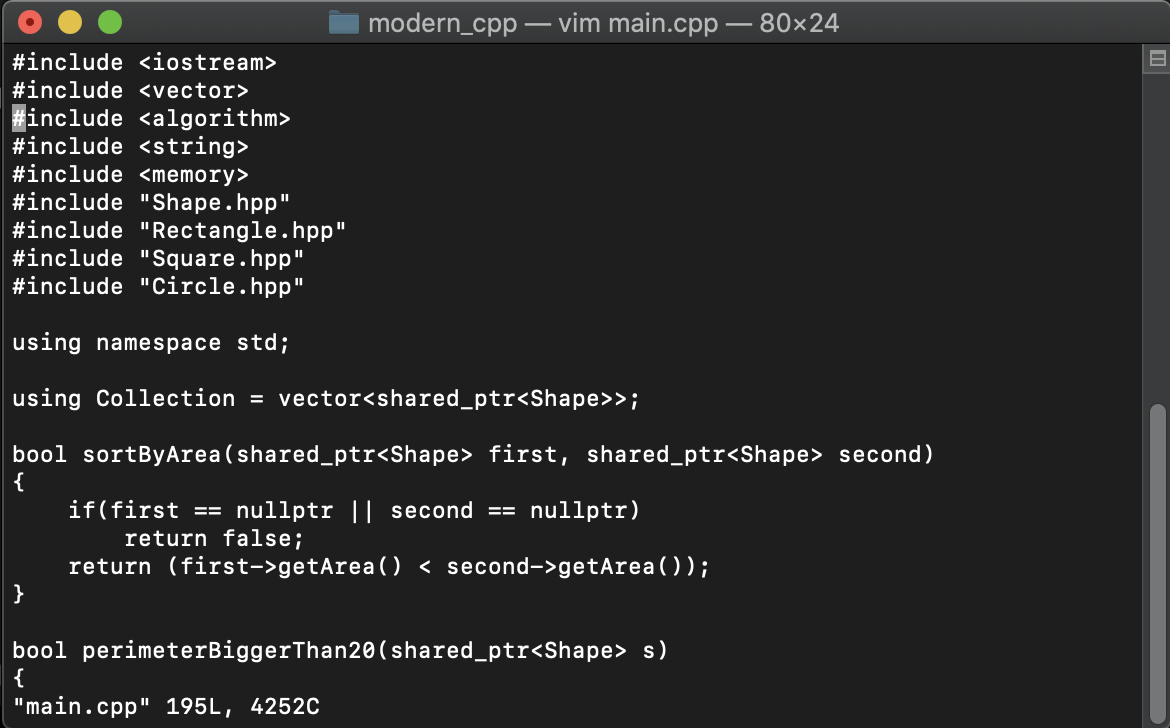 modern_cpp — vim main.cpp — 80×24
#include <iostream>
#include <vector>
#include <algorithm>
#include <string>
#include <memory>
#include "Shape.hpp"
#include "Rectangle.hpp"
#include "Square.hpp"
#include "Circle.hpp"

using namespace std;

using Collection = vector<shared_ptr<Shape>>;

bool sortByArea(shared_ptr<Shape> first, shared_ptr<Shape> second)
{
    if(first == nullptr || second == nullptr)
        return false;
    return (first->getArea() < second->getArea());
}

bool perimeterBiggerThan20(shared_ptr<Shape> s)
{
"main.cpp" 195L, 4252C